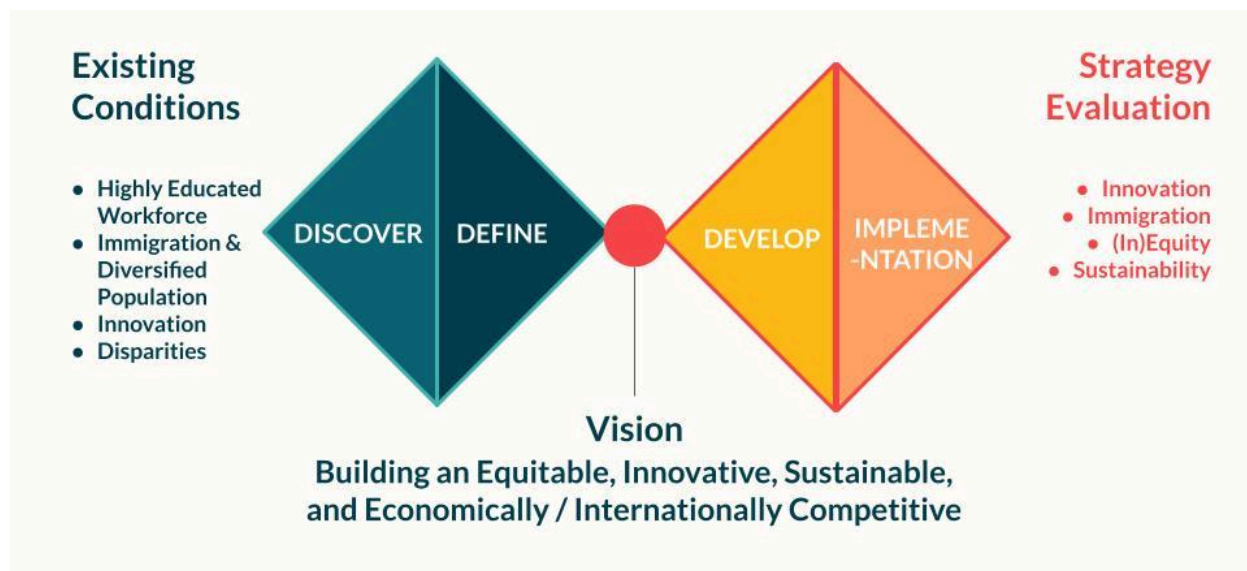 Existing
Conditions
● Highly Educated
Workforce
● Immigration &
Diversified
Population
● Innovation
● Disparities
DISCOVER
DEFINE
DEVELOP
IMPLEME
-NTATION
Strategy
Evaluation
● Innovation
● Immigration
● (In)Equity
● Sustainability
Vision
Building an Equitable, Innovative, Sustainable,
and Economically / Internationally Competitive